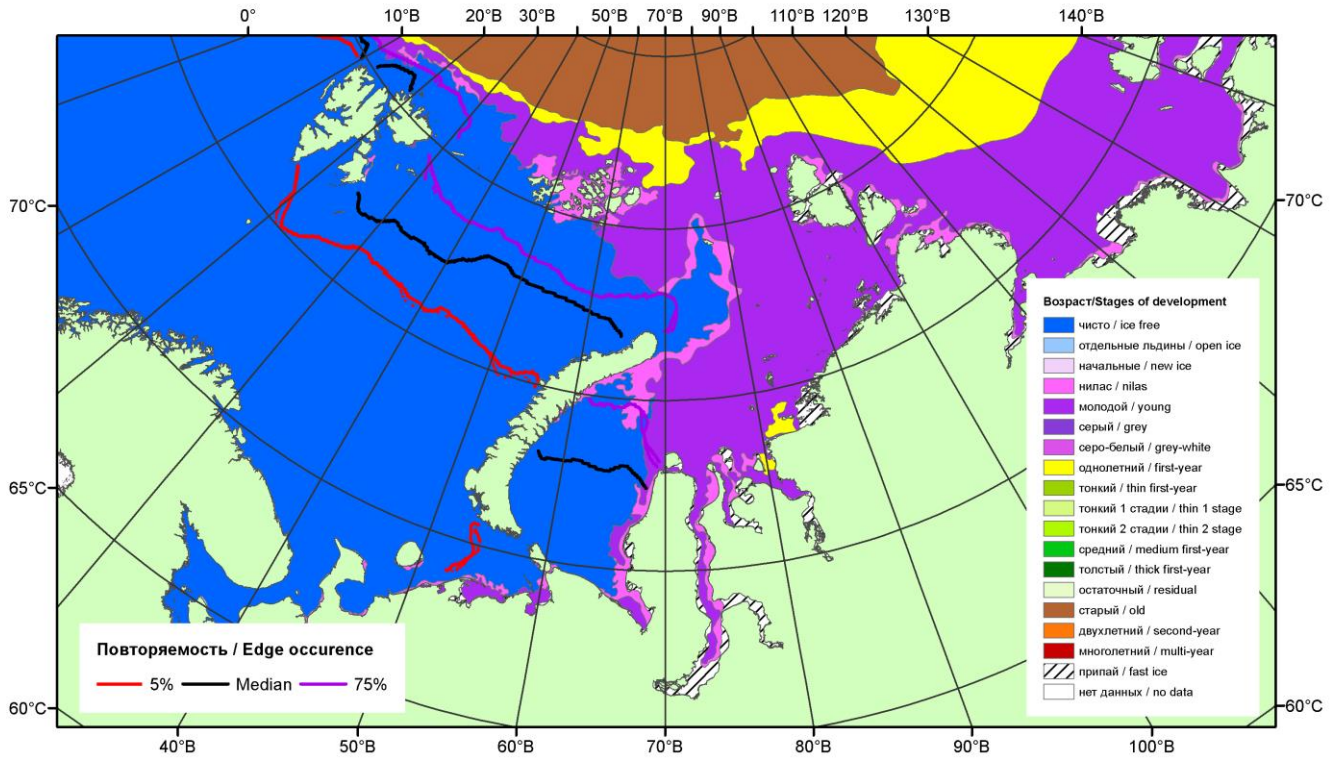 0° 10°В 20°В 30°В 50°В 70°В 90°В 110°В 120°В 130°В 140°В
70°С 70°С
65°С 65°С
60°С 60°С
Возраст/Stages of development
чисто / ice free
отдельные льдины / open ice
начальные / new ice
нилас / nilas
молодой / young
серый / grey
серо-белый / grey-white
однолетний / first-year
тонкий / thin first-year
тонкий 1 стадии / thin 1 stage
тонкий 2 стадии / thin 2 stage
средний / medium first-year
толстый / thick first-year
остаточный / residual
старый / old
двухлетний / second-year
многолетний / multi-year
припай / fast ice
нет данных / no data
Повторяемость / Edge occurence
5% Median 75%
40°В 50°В 60°В 70°В 80°В 90°В 100°В